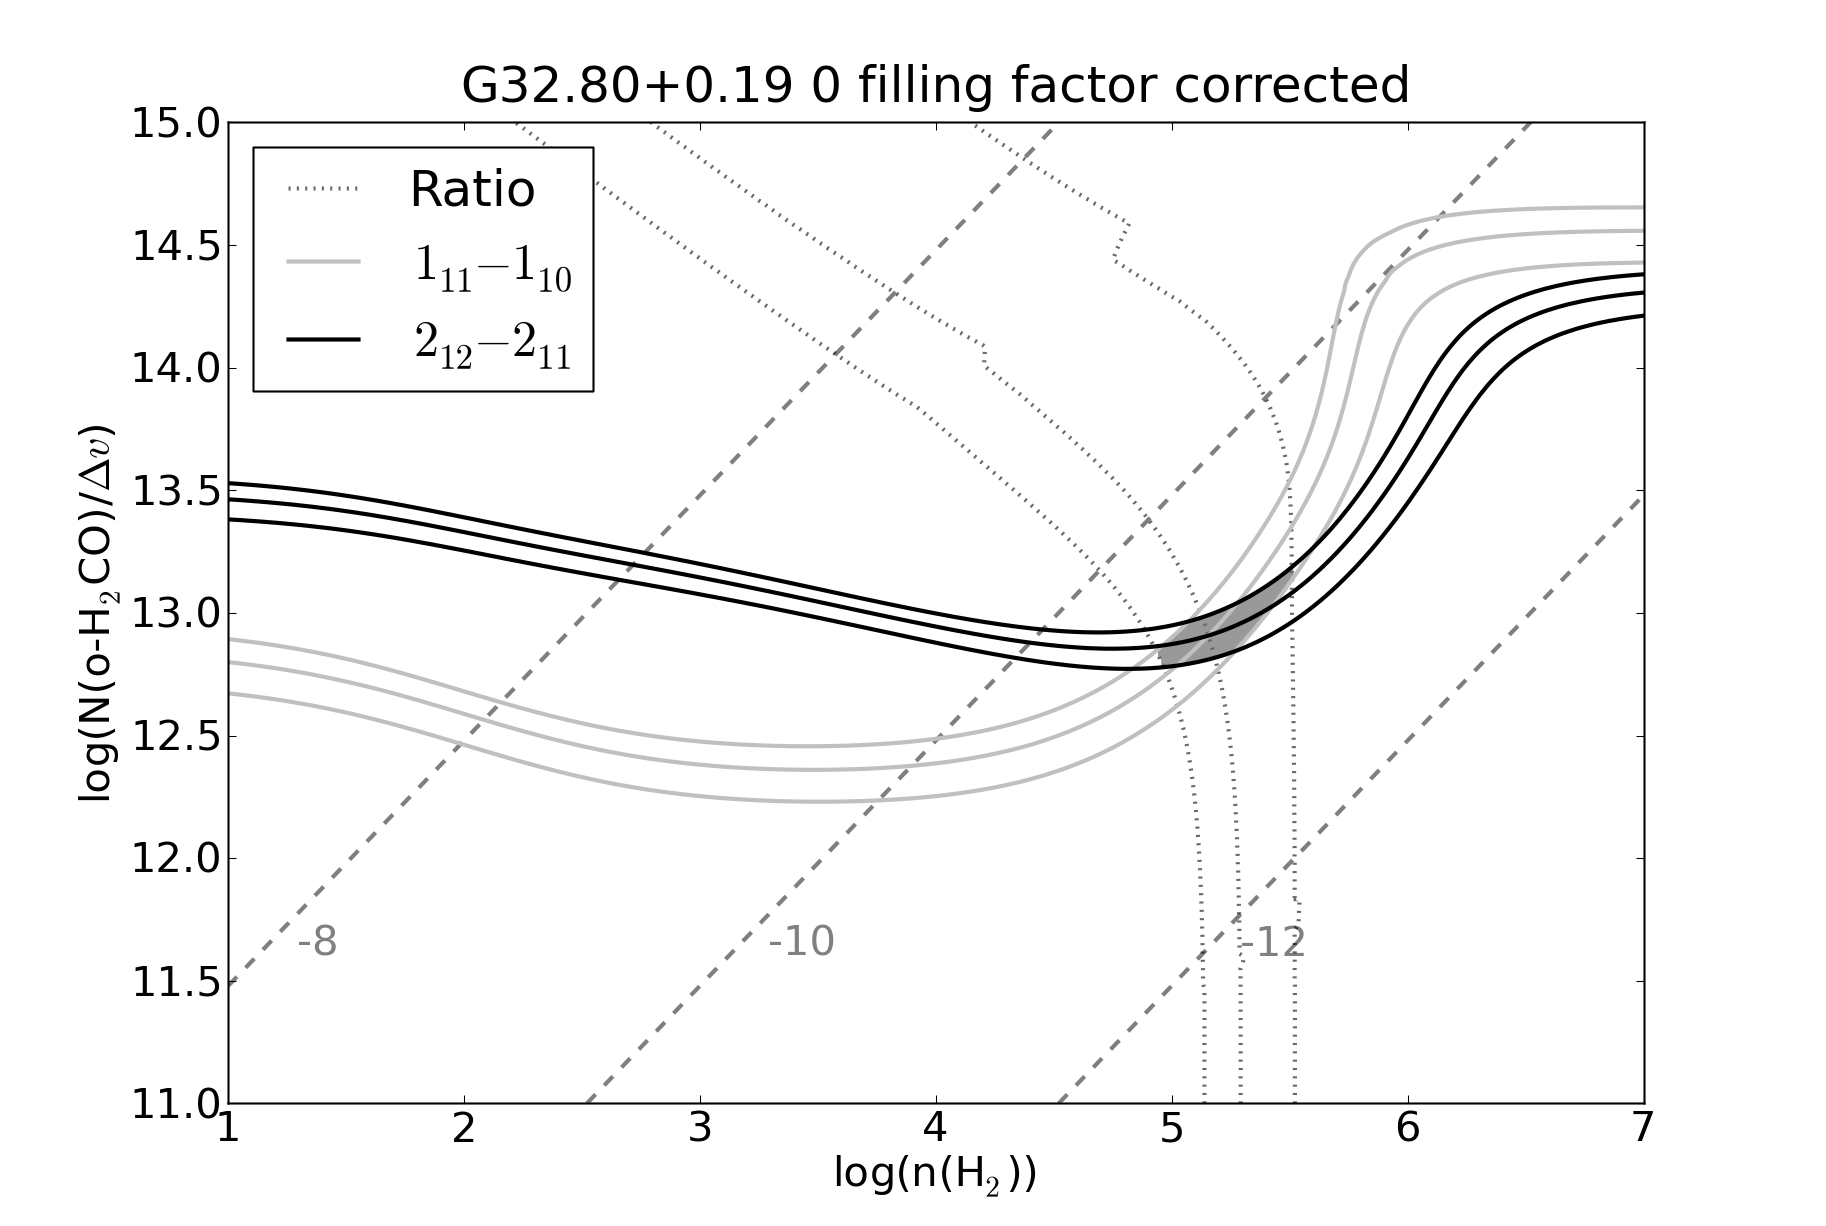 G32.80+0.19 0 filling factor corrected
15.0
14.5
14.0
13.5
13.0
12.5
12.0
11.5
11.0
log(N(o-H₂CO)/Δv)
Ratio
1₁₁−1₁₀
2₁₂−2₁₁
-8
-10
-12
1 2 3 4 5 6 7
log(n(H₂))